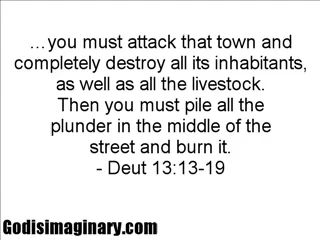 …you must attack that town and
completely destroy all its inhabitants,
as well as all the livestock.
Then you must pile all the
plunder in the middle of the
street and burn it.
- Deut 13:13-19
Godisimaginary.com